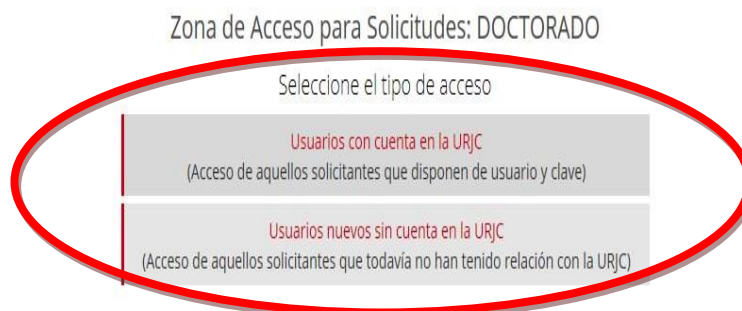 Zona de Acceso para Solicitudes: DOCTORADO
Seleccione el tipo de acceso
Usuarios con cuenta en la URJC
(Acceso de aquellos solicitantes que disponen de usuario y clave)
Usuarios nuevos sin cuenta en la URJC
(Acceso de aquellos solicitantes que todavía no han tenido relación con la URJC)